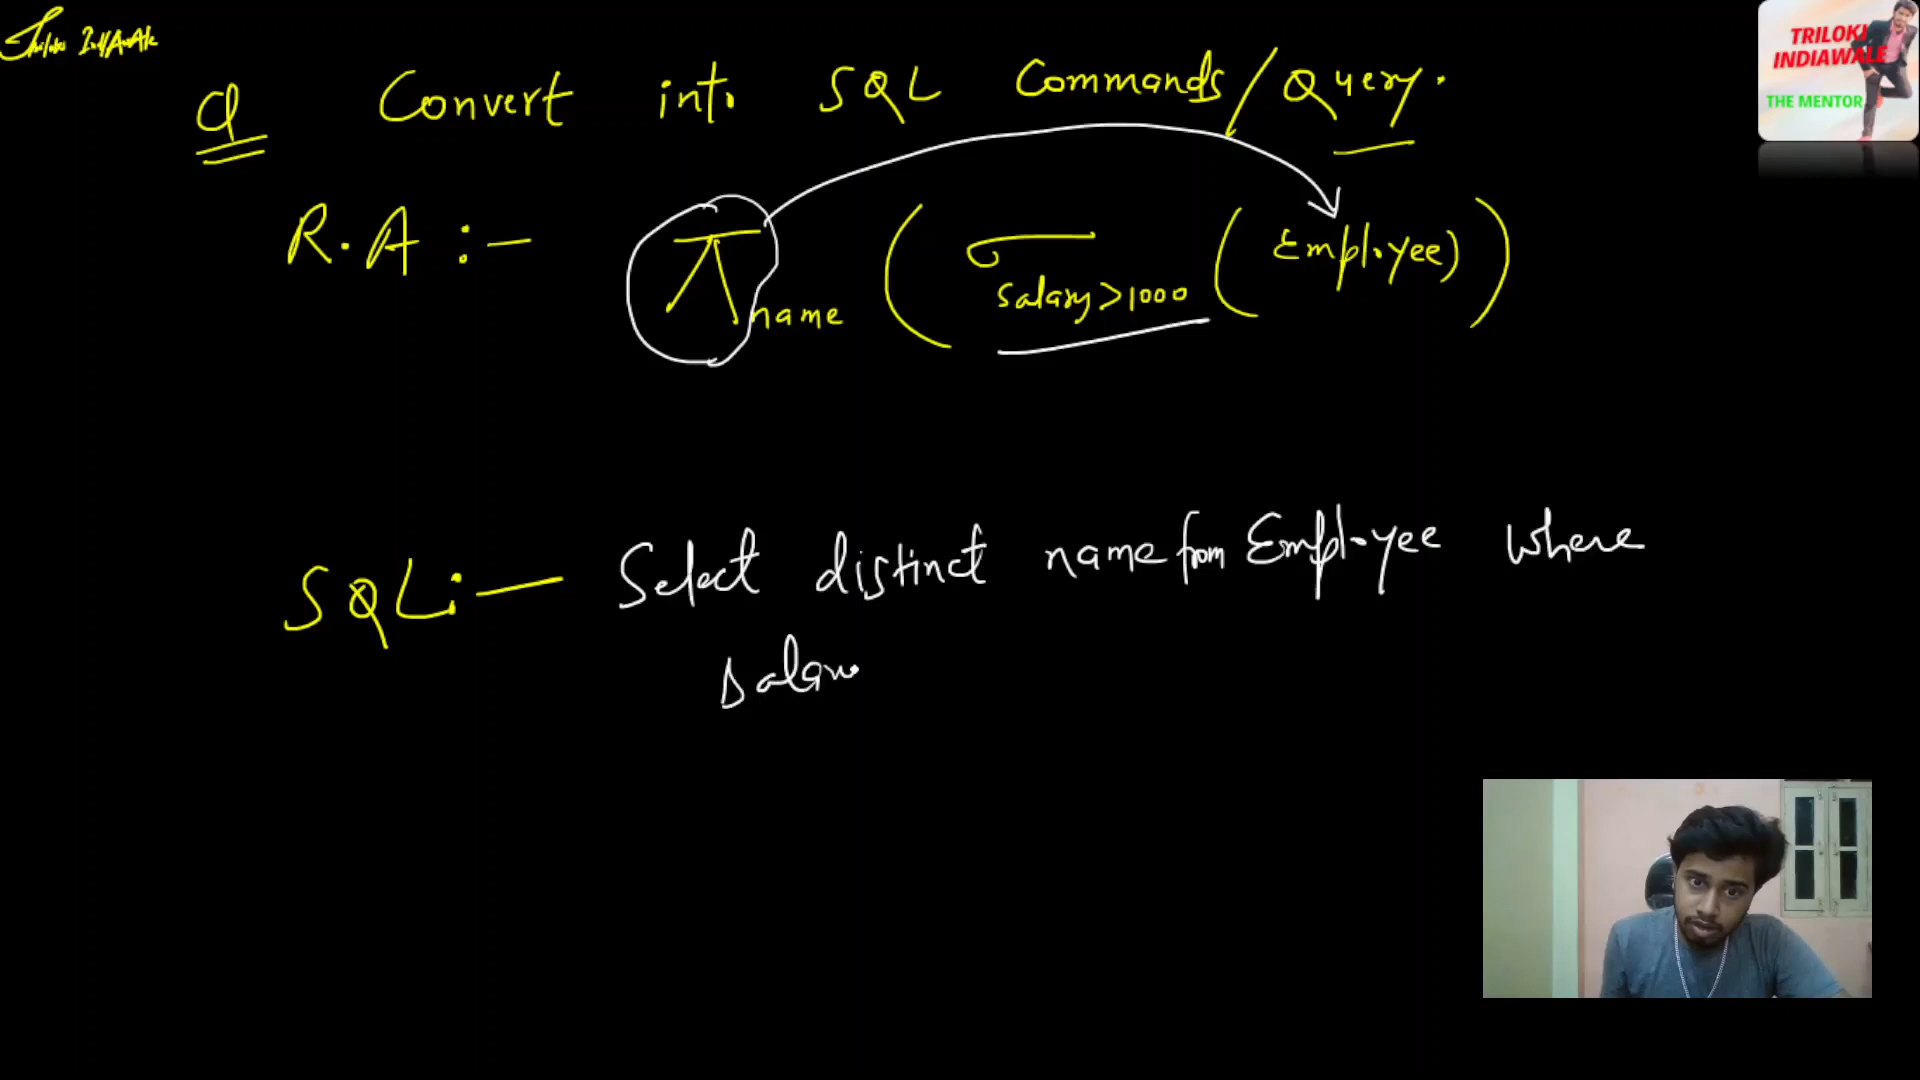 Q Convert into SQL Commands/Query.
TRILOKI
INDIAWALE
THE MENTOR
R.A :- π name ( σ salary>1000 ( Employee) )
SQL:- Select distinct name from Employee where